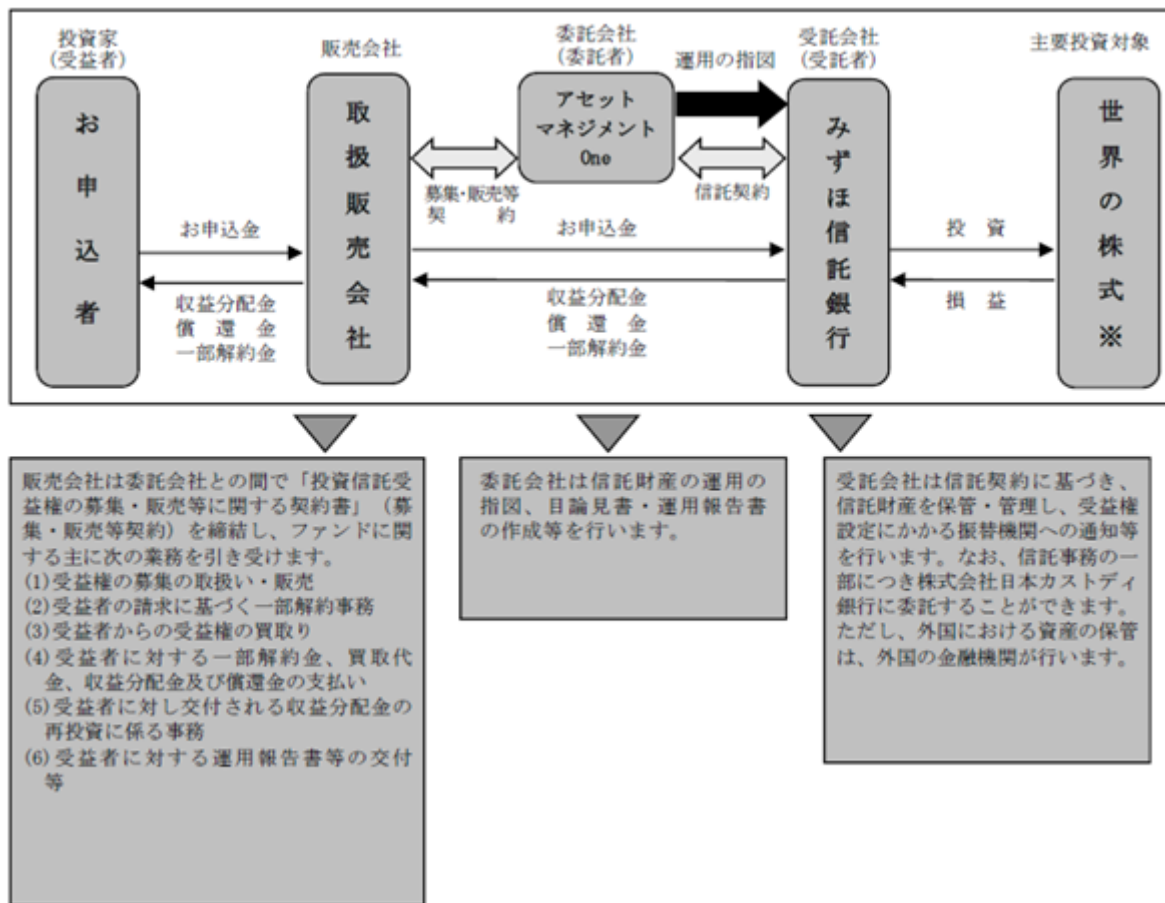 投資家
(受益者)
販売会社
委託会社
(委託者)
運用の指図
受託会社
(受託者)
主要投資対象
お申込者
取扱販売会社
アセット
マネジメント
One
みずほ信託銀行
世界の株式※
募集・販売等
契約
信託契約
お申込金
お申込金
投資
収益分配金
償還金
一部解約金
収益分配金
償還金
一部解約金
損益
販売会社は委託会社との間で「投資信託受
益権の募集・販売等に関する契約書」（募
集・販売等契約）を締結し、ファンドに関
する主に次の業務を引き受けます。
(1)受益権の募集の取扱い・販売
(2)受益者の請求に基づく一部解約事務
(3)受益者からの受益権の買取り
(4)受益者に対する一部解約金、買取代
金、収益分配金及び償還金の支払い
(5)受益者に対し交付される収益分配金の
再投資に係る事務
(6)受益者に対する運用報告書等の交付
等
委託会社は信託財産の運用の
指図、目論見書・運用報告書
の作成等を行います。
受託会社は信託契約に基づき、
信託財産を保管・管理し、受益権
設定にかかる振替機関への通知等
を行います。なお、信託事務の一
部につき株式会社日本カストディ
銀行に委託することができます。
ただし、外国における資産の保管
は、外国の金融機関が行います。